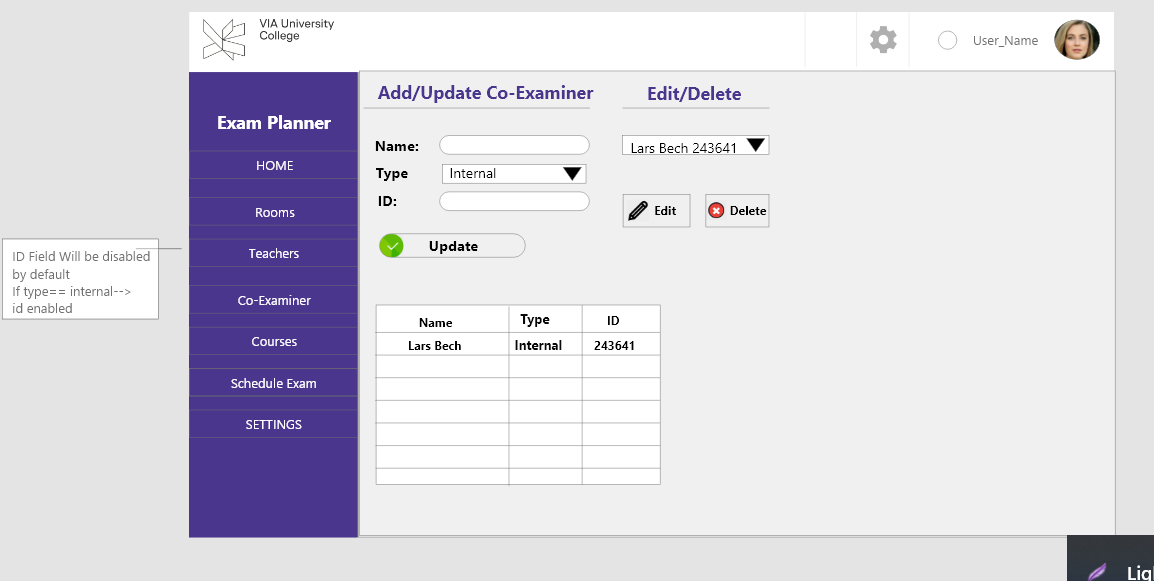 VIA University
College
User_Name
Exam Planner
HOME
Rooms
Teachers
Co-Examiner
Courses
Schedule Exam
SETTINGS
ID Field Will be disabled
by default
If type== internal-->
id enabled
Add/Update Co-Examiner
Name:
Type
Internal
ID:
Update
Edit/Delete
Lars Bech 243641
Edit
Delete
Name Type ID
Lars Bech Internal 243641